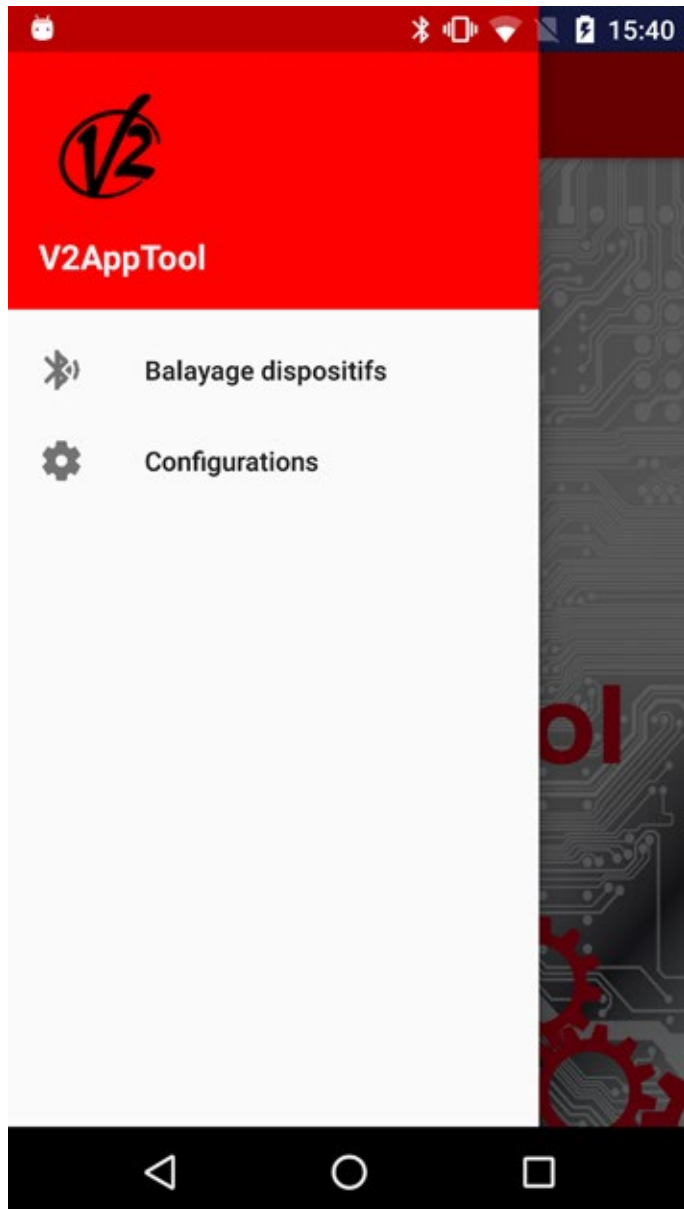 15:40
V2
V2AppTool
Balayage dispositifs
Configurations
ol